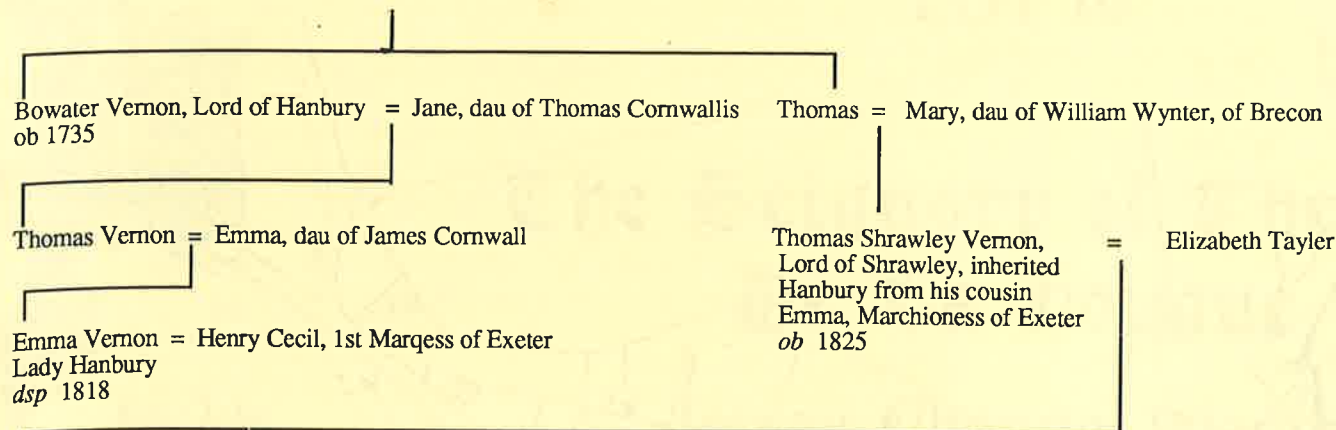 Bowater Vernon, Lord of Hanbury = Jane, dau of Thomas Cornwallis
ob 1735
Thomas = Mary, dau of William Wynter, of Brecon
Thomas Vernon = Emma, dau of James Cornwall
Thomas Shrawley Vernon, = Elizabeth Tayler
Lord of Shrawley, inherited
Hanbury from his cousin
Emma, Marchioness of Exeter
ob 1825
Emma Vernon = Henry Cecil, 1st Marqess of Exeter
Lady Hanbury
dsp 1818